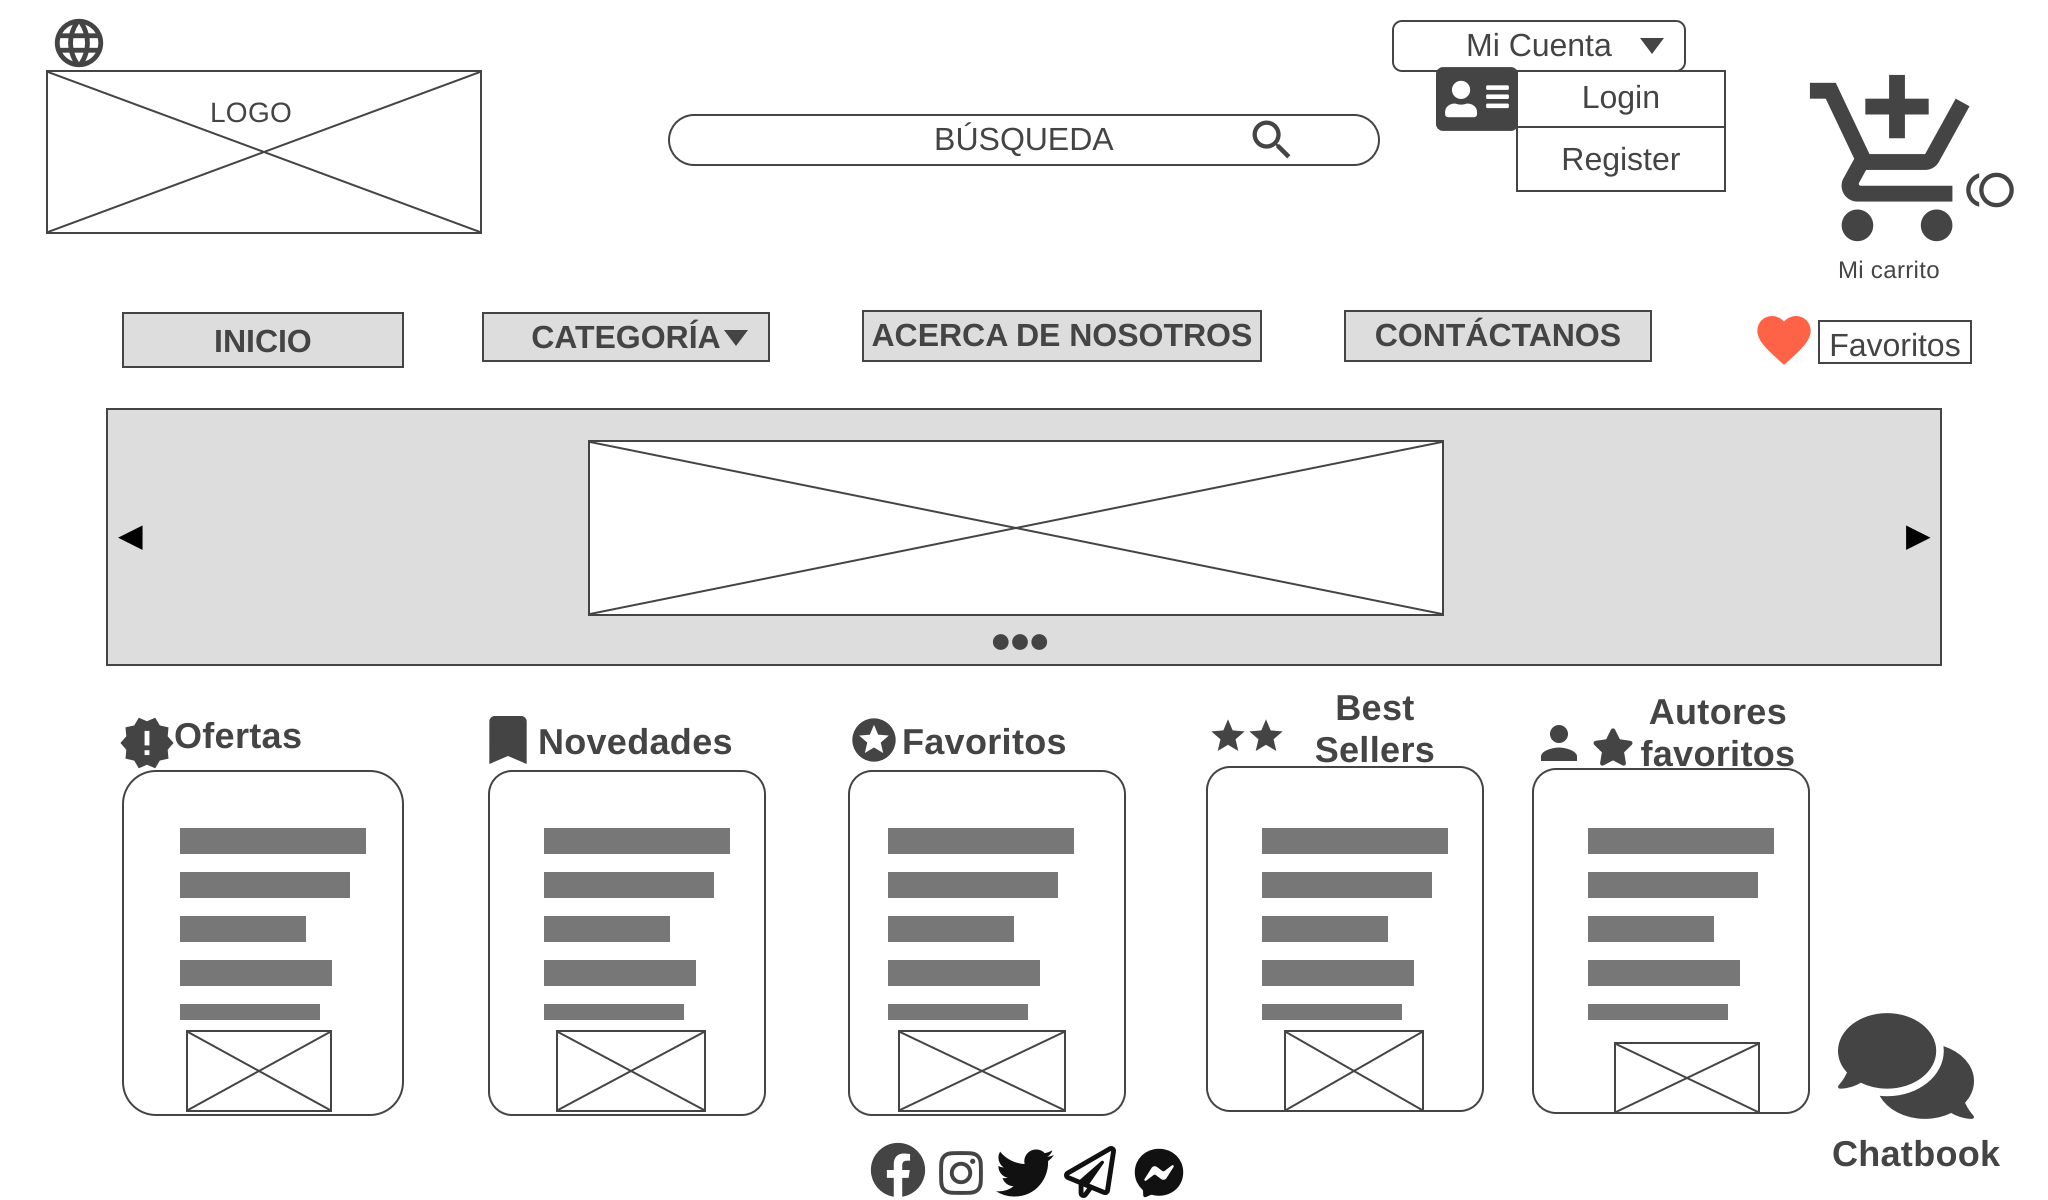 Mi Cuenta
LOGO
BÚSQUEDA
Login
Register
Mi carrito
INICIO
CATEGORÍA
ACERCA DE NOSOTROS
CONTÁCTANOS
Favoritos
Ofertas
Novedades
Favoritos
Best
Sellers
Autores
favoritos
Chatbook